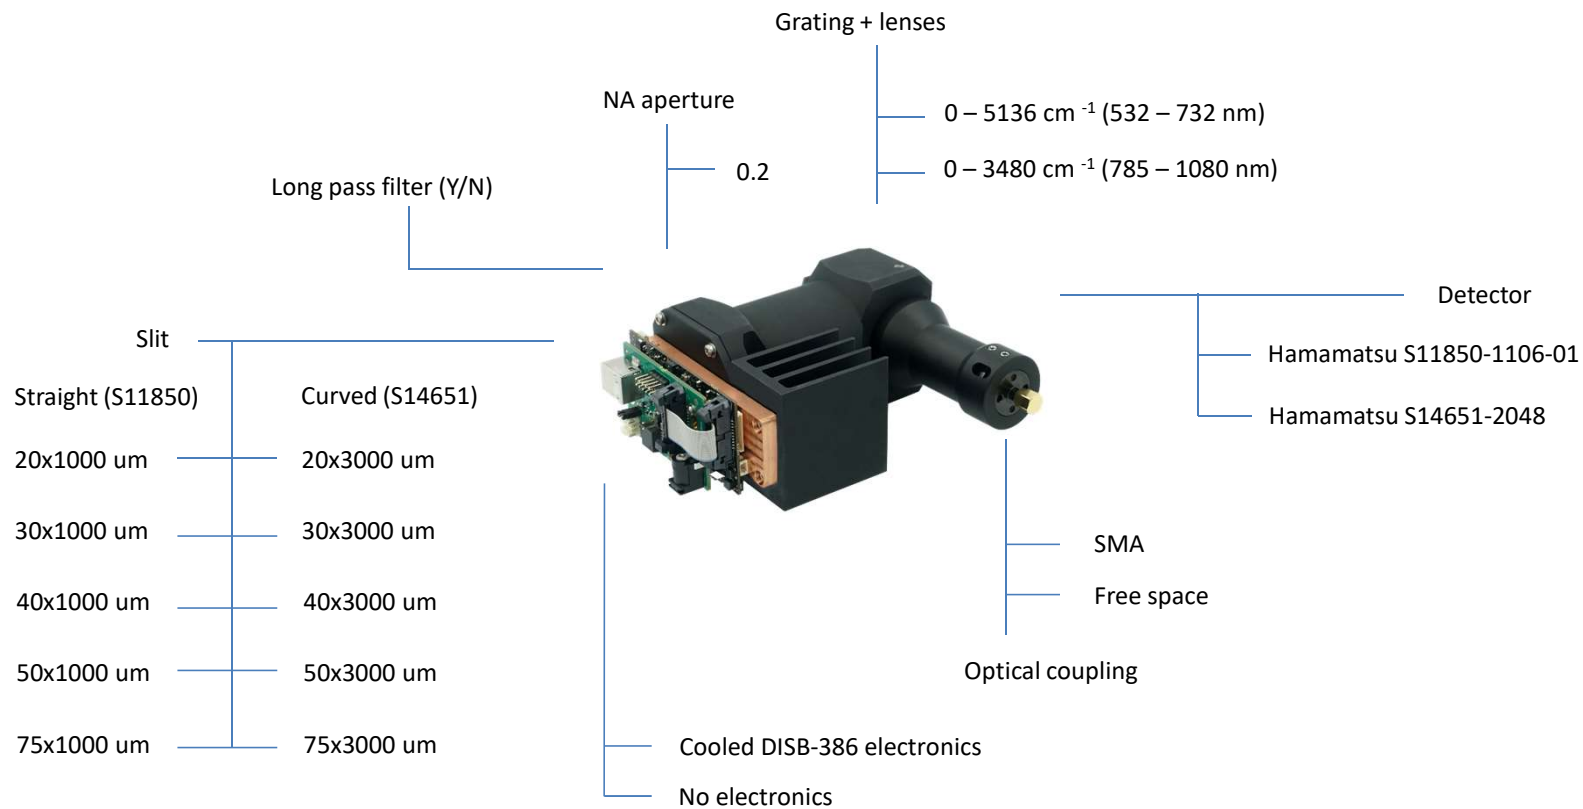 Grating + lenses
0 – 5136 cm ⁻¹ (532 – 732 nm)
0 – 3480 cm ⁻¹ (785 – 1080 nm)
NA aperture
0.2
Long pass filter (Y/N)
Slit
Straight (S11850)
Curved (S14651)
20x1000 um
20x3000 um
30x1000 um
30x3000 um
40x1000 um
40x3000 um
50x1000 um
50x3000 um
75x1000 um
75x3000 um
Detector
Hamamatsu S11850-1106-01
Hamamatsu S14651-2048
SMA
Free space
Optical coupling
Cooled DISB-386 electronics
No electronics